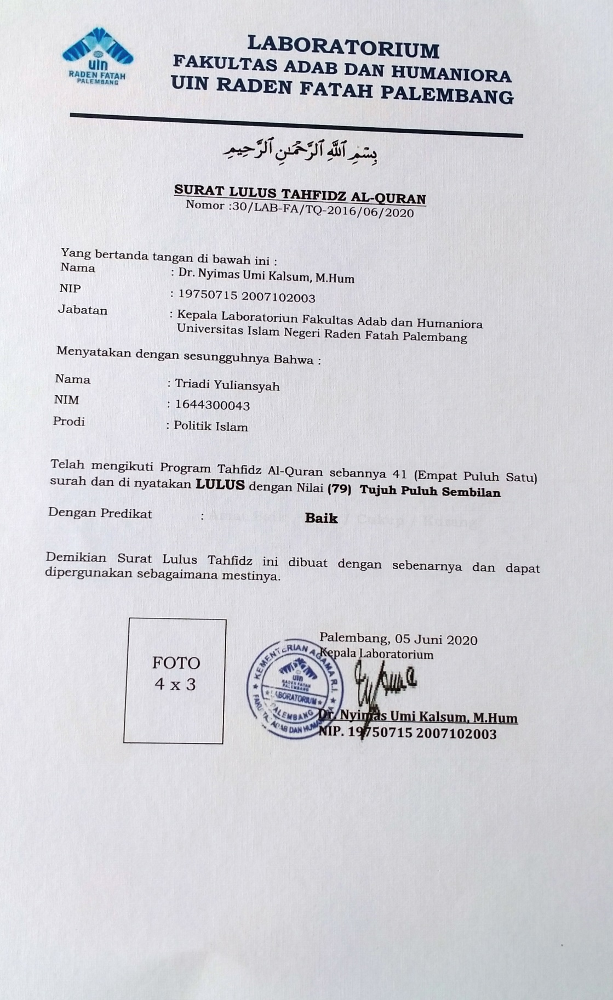 uin
RADEN FATAH
PALEMBANG
LABORATORIUM
FAKULTAS ADAB DAN HUMANIORA
UIN RADEN FATAH PALEMBANG
بِسْمِ ٱللَّهِ ٱلرَّحْمَـٰنِ ٱلرَّحِيمِ
SURAT LULUS TAHFIDZ AL-QURAN
Nomor :30/LAB-FA/TQ-2016/06/2020
Yang bertanda tangan di bawah ini :
Nama : Dr. Nyimas Umi Kalsum, M.Hum
NIP : 19750715 2007102003
Jabatan : Kepala Laboratoriun Fakultas Adab dan Humaniora
Universitas Islam Negeri Raden Fatah Palembang
Menyatakan dengan sesungguhnya Bahwa :
Nama : Triadi Yuliansyah
NIM : 1644300043
Prodi : Politik Islam
Telah mengikuti Program Tahfidz Al-Quran sebannya 41 (Empat Puluh Satu)
surah dan di nyatakan LULUS dengan Nilai (79) Tujuh Puluh Sembilan
Dengan Predikat : Amat Baik / Baik / Cukup / Kurang
Demikian Surat Lulus Tahfidz ini dibuat dengan sebenarnya dan dapat
dipergunakan sebagaimana mestinya.
FOTO
4 x 3
Palembang, 05 Juni 2020
Kepala Laboratorium
KEMENTERIAN AGAMA R.I.
uin
RADEN FATAH
PALEMBANG
LABORATORIUM
PALEMBANG
FAKULTAS ADAB DAN HUMANIORA
Dr. Nyimas Umi Kalsum, M.Hum
NIP. 19750715 2007102003